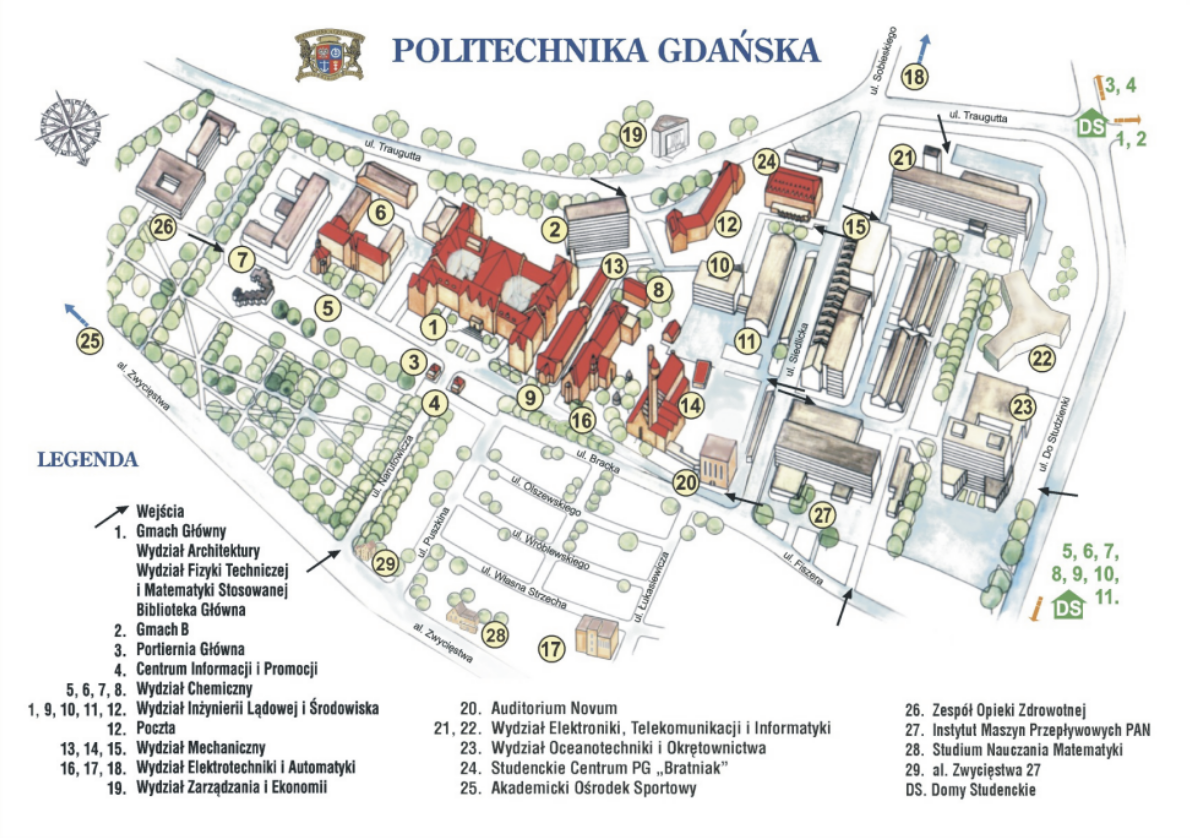 POLITECHNIKA GDAŃSKA
ul. Sobieskiego
18
3, 4
DS
1, 2
ul. Traugutta
19
ul. Traugutta
24
21
26
6
2
12
15
7
13
10
8
5
1
11
ul. Siedlicka
22
25
al. Zwycięstwa
3
4
9
16
14
23
ul. Do Studzienki
ul. Narutowicza
ul. Bracka
20
27
ul. Puszkina
ul. Olszewskiego
ul. Wróblewskiego
ul. Własna Strzecha
ul. Łukasiewicza
ul. Fiszera
29
28
17
al. Zwycięstwa
5, 6, 7,
8, 9, 10,
11.
DS
LEGENDA
Wejścia
1. Gmach Główny
Wydział Architektury
Wydział Fizyki Techniczej
i Matematyki Stosowanej
Biblioteka Główna
2. Gmach B
3. Portiernia Główna
4. Centrum Informacji i Promocji
5, 6, 7, 8. Wydział Chemiczny
1, 9, 10, 11, 12. Wydział Inżynierii Lądowej i Środowiska
12. Poczta
13, 14, 15. Wydział Mechaniczny
16, 17, 18. Wydział Elektrotechniki i Automatyki
19. Wydział Zarządzania i Ekonomii
20. Auditorium Novum
21, 22. Wydział Elektroniki, Telekomunikacji i Informatyki
23. Wydział Oceanotechniki i Okrętownictwa
24. Studenckie Centrum PG „Bratniak”
25. Akademicki Ośrodek Sportowy
26. Zespół Opieki Zdrowotnej
27. Instytut Maszyn Przepływowych PAN
28. Studium Nauczania Matematyki
29. al. Zwycięstwa 27
DS. Domy Studenckie